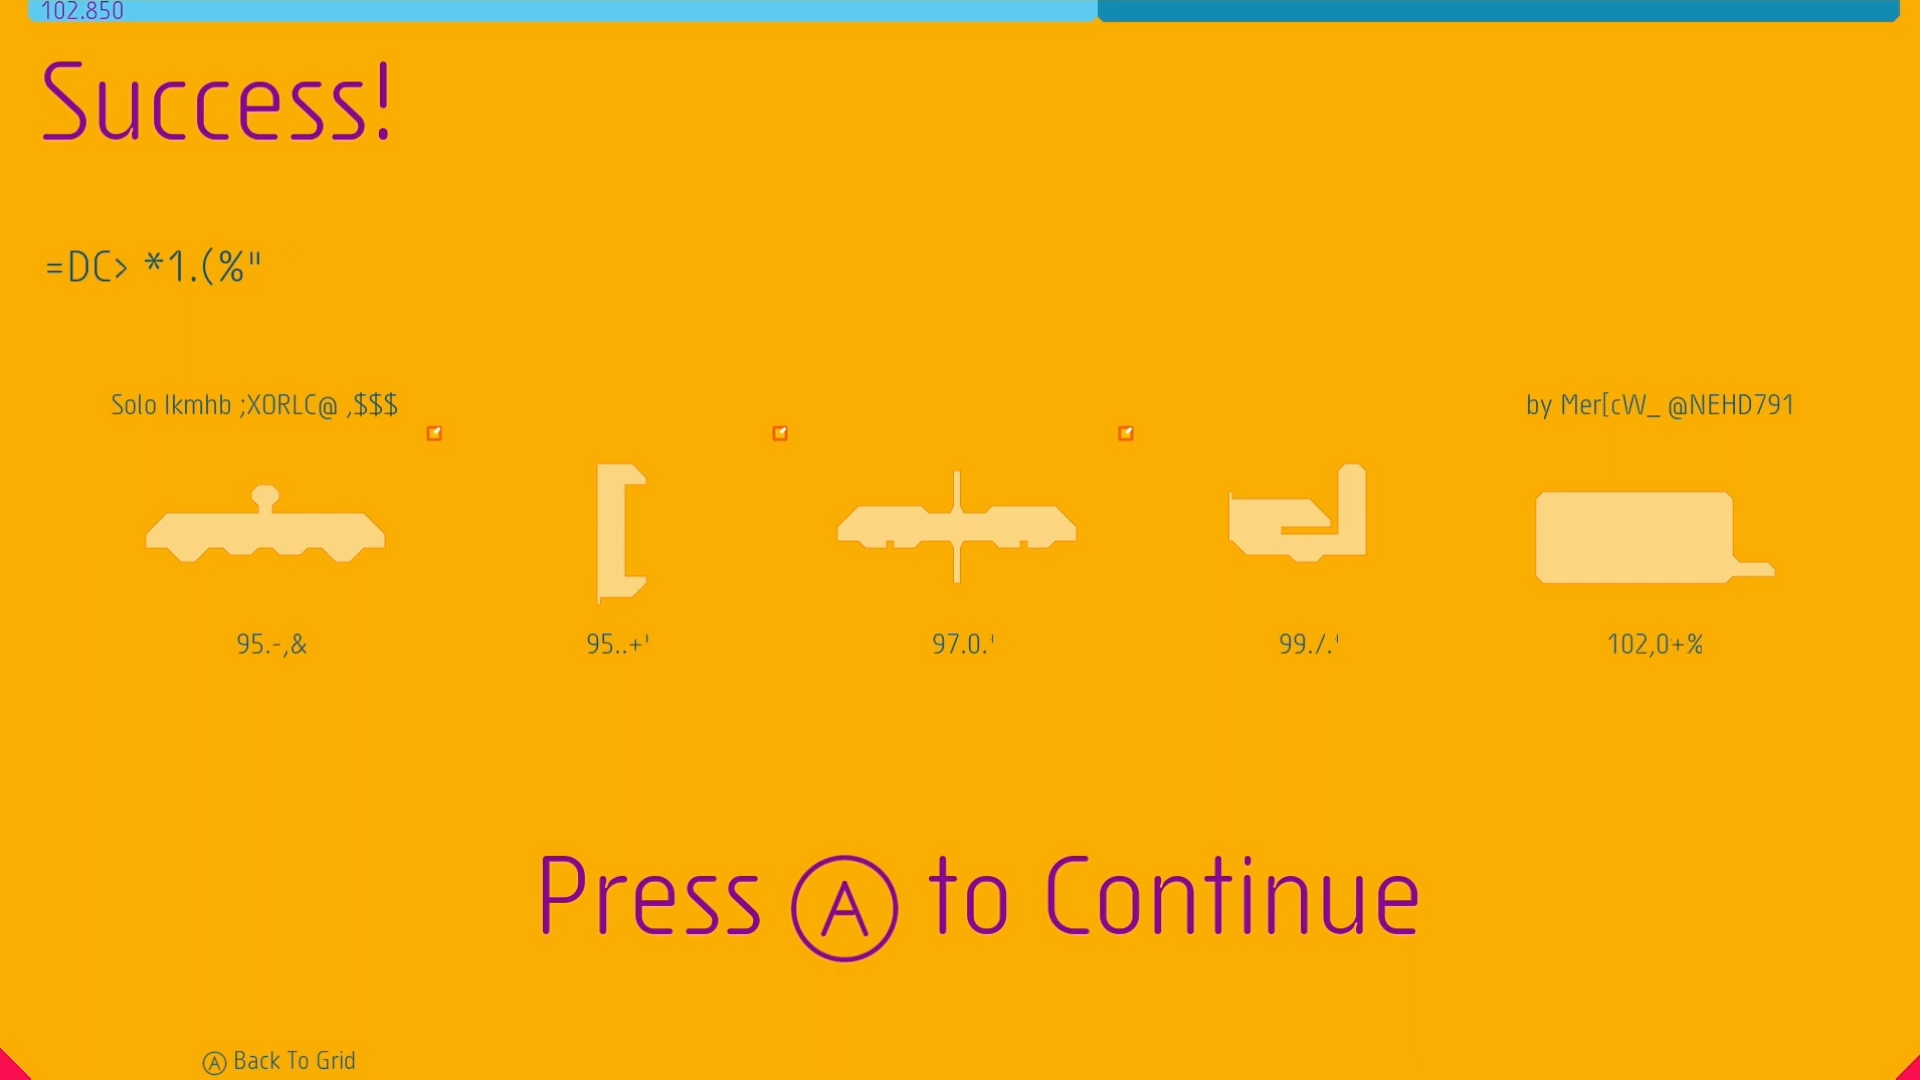 102.850
Success!
=DC> *1.(%"
Solo Ikmhb ;XORLC@ ,$$$
by Mer[cW_ @NEHD791
95.-,&
95..+'
97.0.'
99./.'
102,0+%
Press A to Continue
A Back To Grid